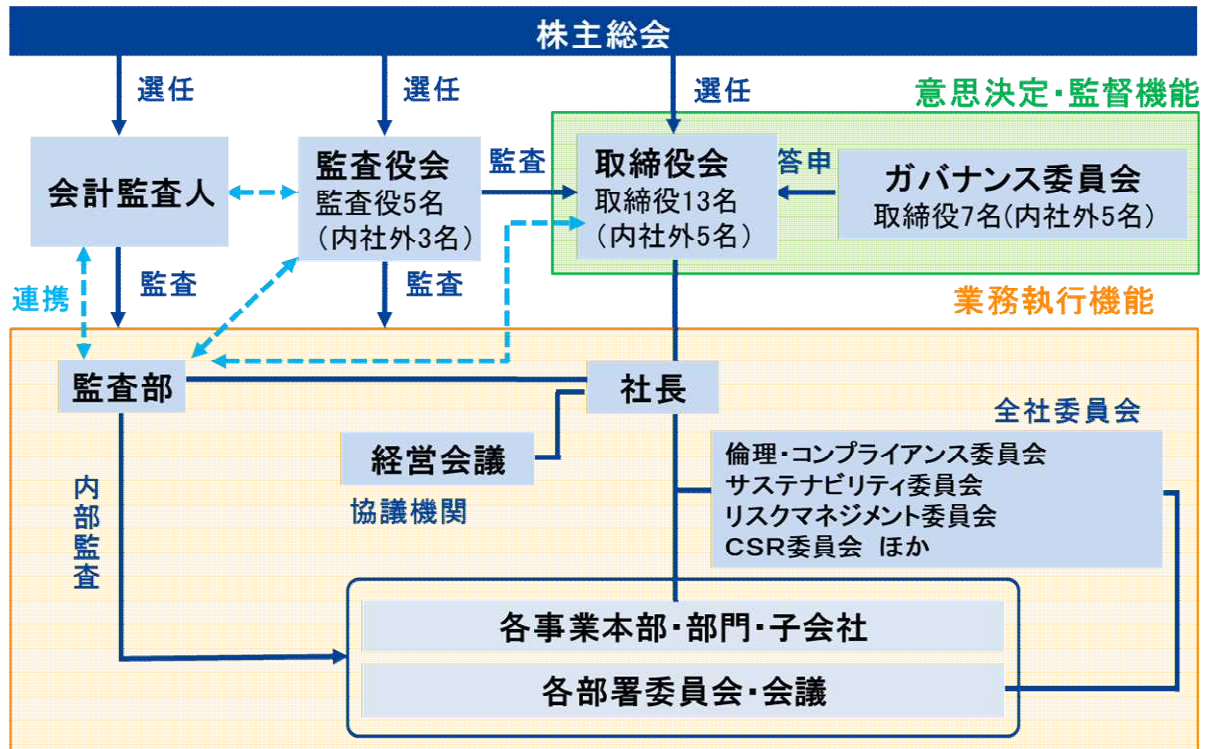 株主総会
選任
選任
選任
意思決定・監督機能
会計監査人
監査役会
監査役5名
(内社外3名)
監査
取締役会
取締役13名
(内社外5名)
答申
ガバナンス委員会
取締役7名(内社外5名)
連携
監査
監査
業務執行機能
監査部
社長
全社委員会
経営会議
協議機関
倫理・コンプライアンス委員会
サステナビリティ委員会
リスクマネジメント委員会
CSR委員会 ほか
内部監査
各事業本部・部門・子会社
各部署委員会・会議